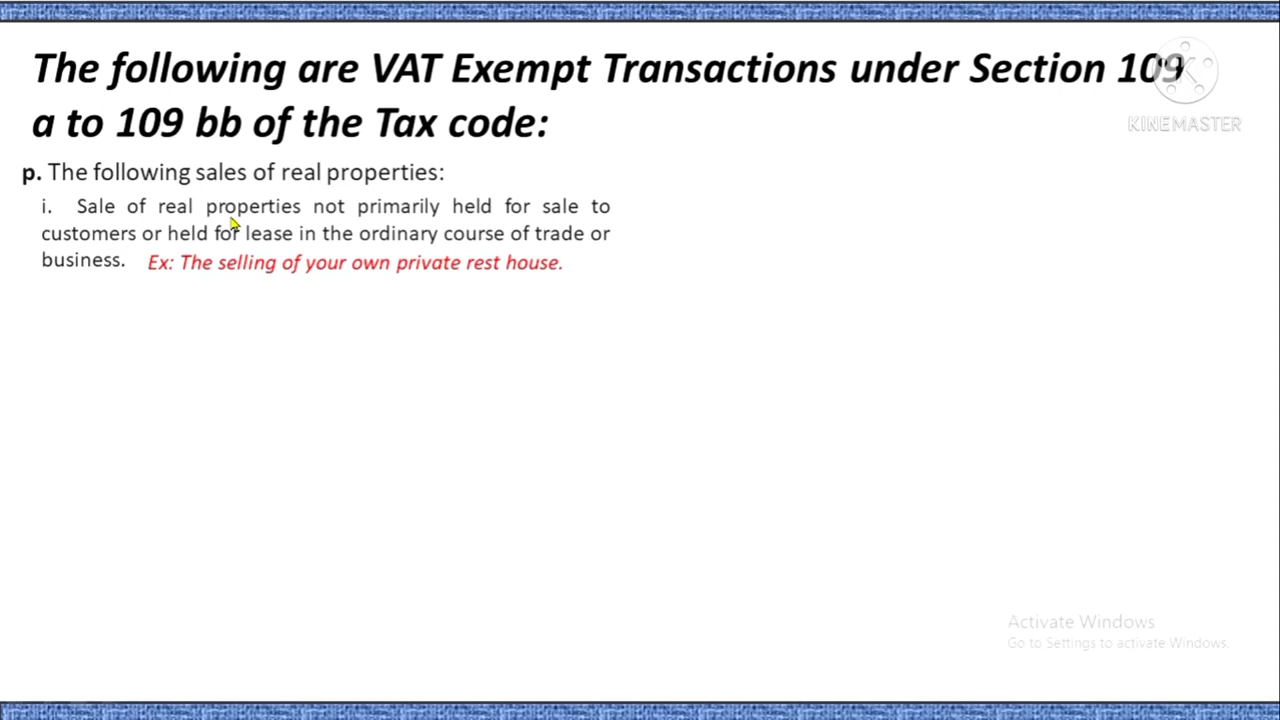 The following are VAT Exempt Transactions under Section 109
a to 109 bb of the Tax code:
KINEMASTER
p. The following sales of real properties:
i. Sale of real properties not primarily held for sale to
customers or held for lease in the ordinary course of trade or
business. Ex: The selling of your own private rest house.
Activate Windows
Go to Settings to activate Windows.